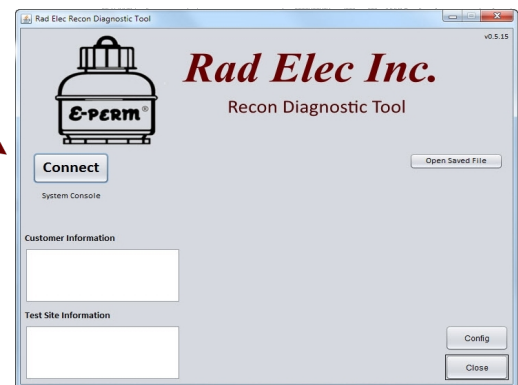 Rad Elec Recon Diagnostic Tool
v0.5.15
Rad Elec Inc.
E-PERM®
Recon Diagnostic Tool
Connect
Open Saved File
System Console
Customer Information
Test Site Information
Config
Close